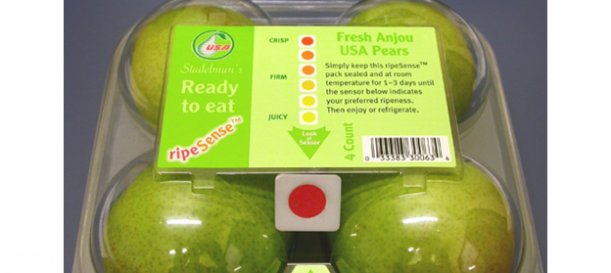 USA
Stadelman's
Ready
to eat
ripeSense™
CRISP
FIRM
JUICY
Look
at
Sensor
Fresh Anjou
USA Pears
Simply keep this ripeSense™
pack sealed and at room
temperature for 1-3 days until
the sensor below indicates
your preferred ripeness.
Then enjoy or refrigerate.
4 Count
0 33383 30063 4